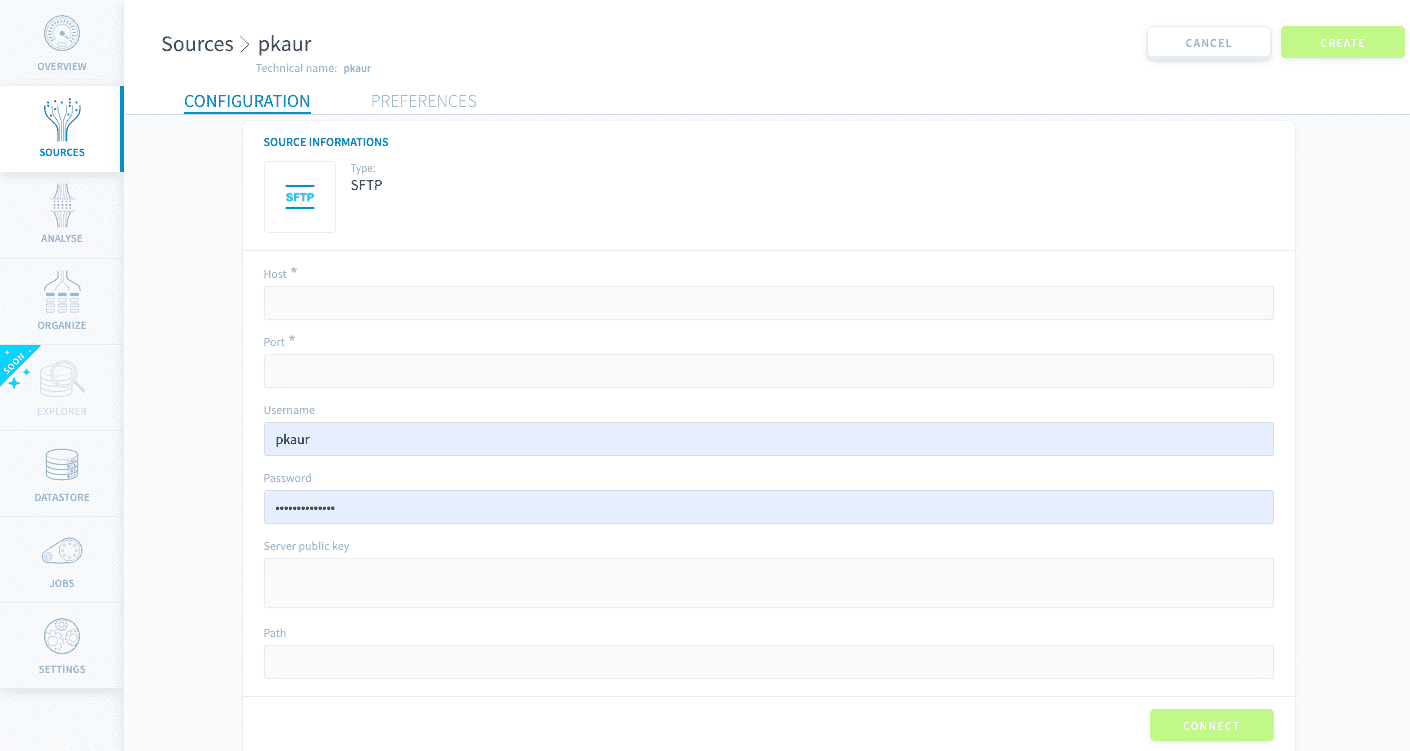 OVERVIEW
SOURCES
ANALYSE
ORGANIZE
SOON
EXPLORER
DATASTORE
JOBS
SETTINGS
Sources > pkaur
Technical name: pkaur
CANCEL
CREATE
CONFIGURATION
PREFERENCES
SOURCE INFORMATIONS
SFTP
Type:
SFTP
Host *
Port *
Username
pkaur
Password
••••••••••••••
Server public key
Path
CONNECT